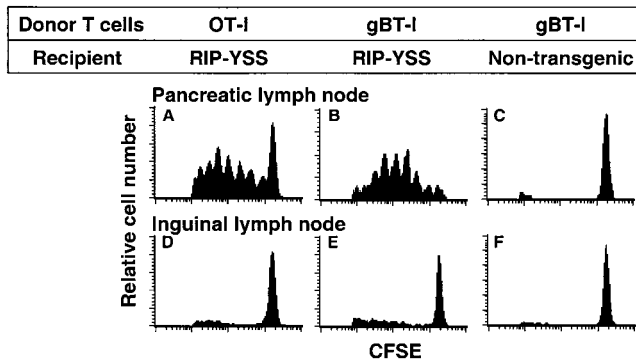 Donor T cells OT-I gBT-I gBT-I
Recipient RIP-YSS RIP-YSS Non-transgenic
Pancreatic lymph node
A B C
Inguinal lymph node
D E F
Relative cell number
CFSE